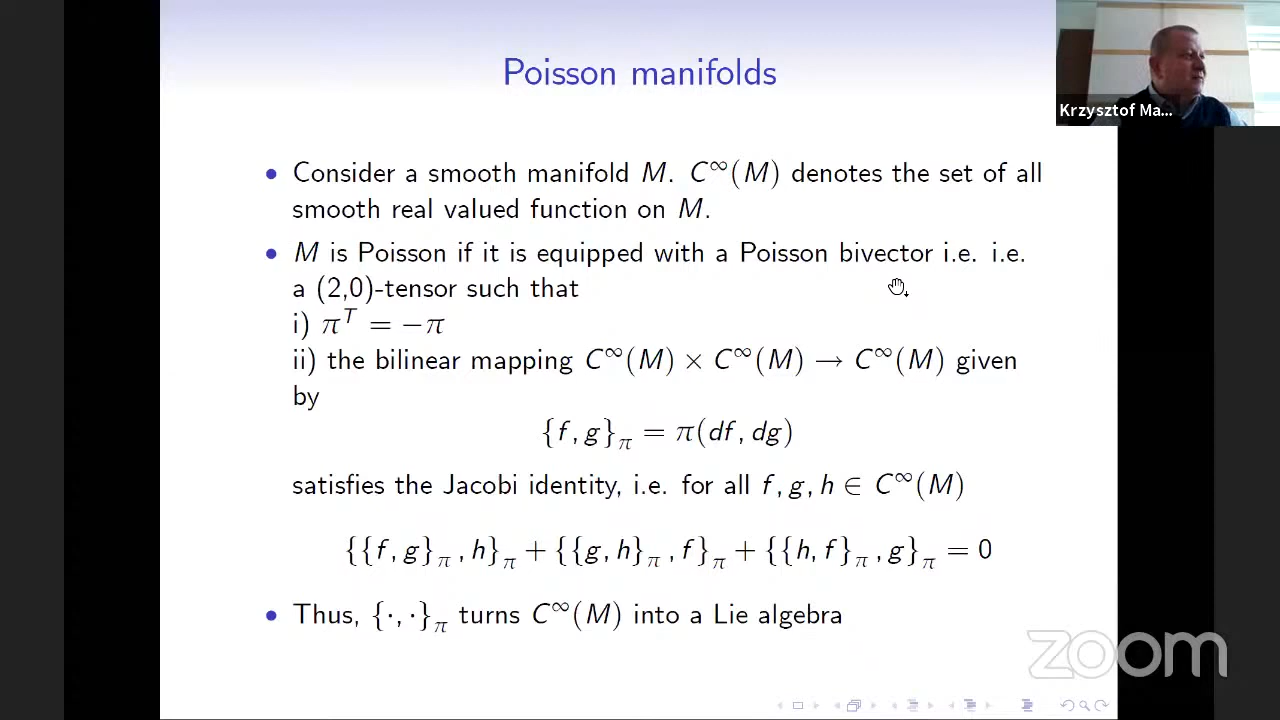 Poisson manifolds
Krzysztof Ma...
• Consider a smooth manifold M. C∞(M) denotes the set of all
smooth real valued function on M.
• M is Poisson if it is equipped with a Poisson bivector i.e. i.e.
a (2,0)-tensor such that
i) πᵀ = −π
ii) the bilinear mapping C∞(M) × C∞(M) → C∞(M) given
by
{f, g}_π = π(df, dg)
satisfies the Jacobi identity, i.e. for all f, g, h ∈ C∞(M)
{{f, g}_π, h}_π + {{g, h}_π, f}_π + {{h, f}_π, g}_π = 0
• Thus, {·, ·}_π turns C∞(M) into a Lie algebra
zoom